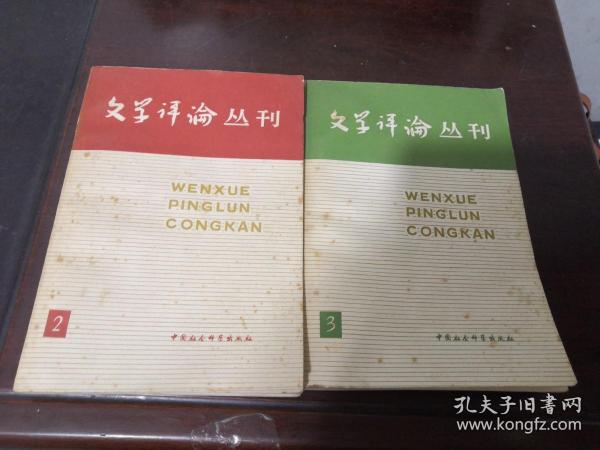 文学评论丛刊
WENXUE
PINGLUN
CONGKAN
2
中国社会科学出版社
文学评论丛刊
WENXUE
PINGLUN
CONGKAN
3
中国社会科学出版社
孔夫子旧书网
www.kongfz.com